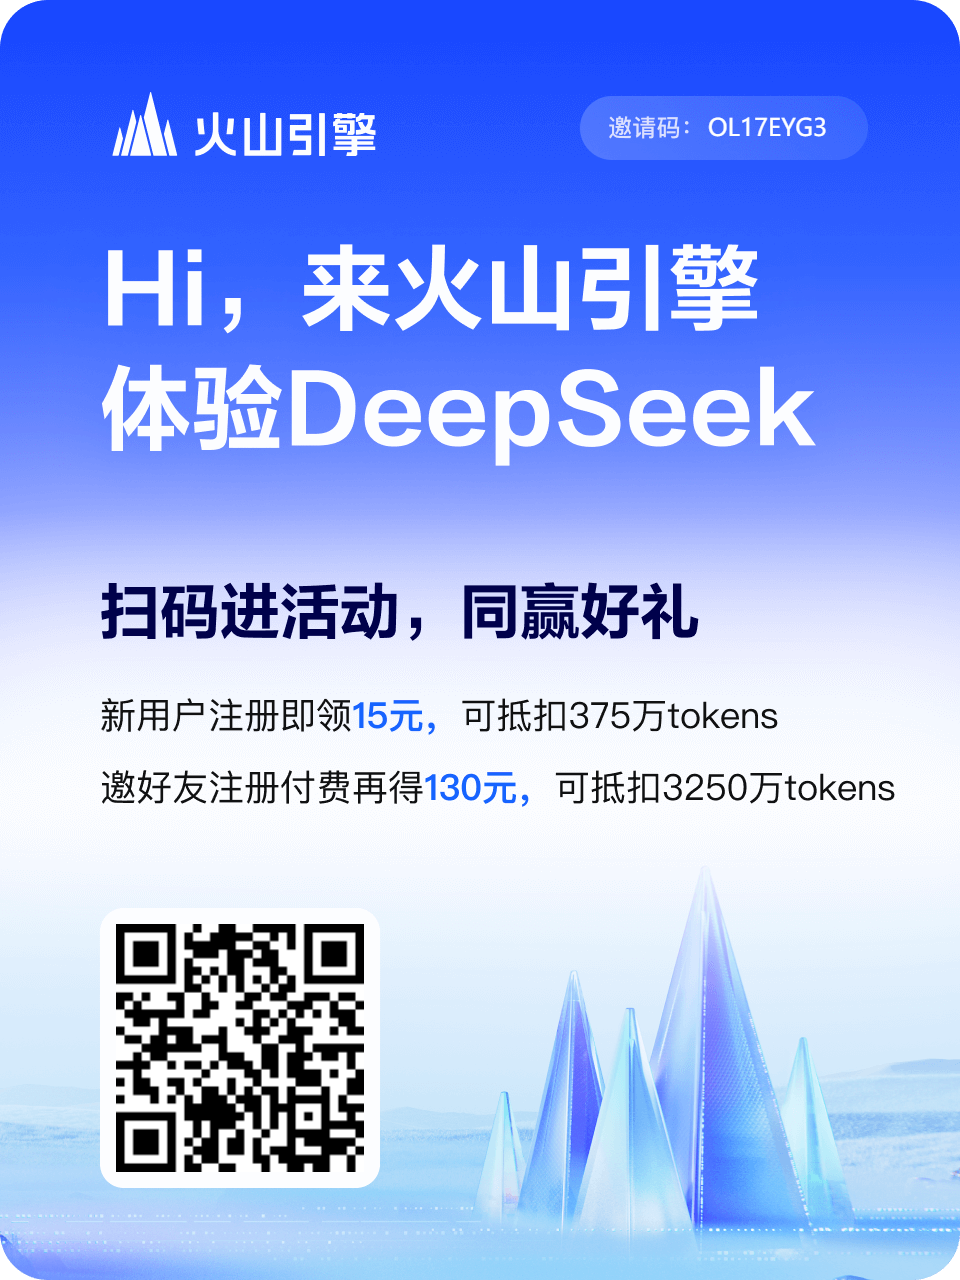 火山引擎
邀请码：OL17EYG3
Hi，来火山引擎
体验DeepSeek
扫码进活动，同赢好礼
新用户注册即领15元，可抵扣375万tokens
邀好友注册付费再得130元，可抵扣3250万tokens